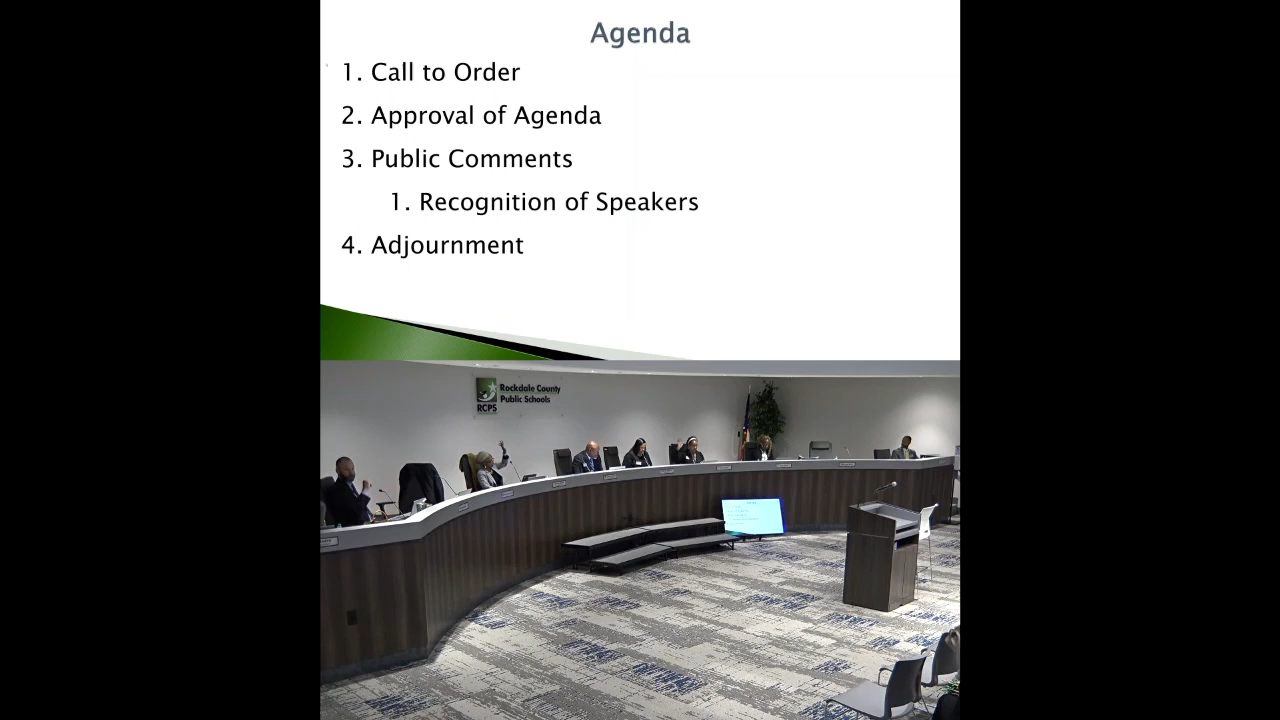 Agenda
1. Call to Order
2. Approval of Agenda
3. Public Comments
1. Recognition of Speakers
4. Adjournment
Rockdale County
Public Schools
RCPS